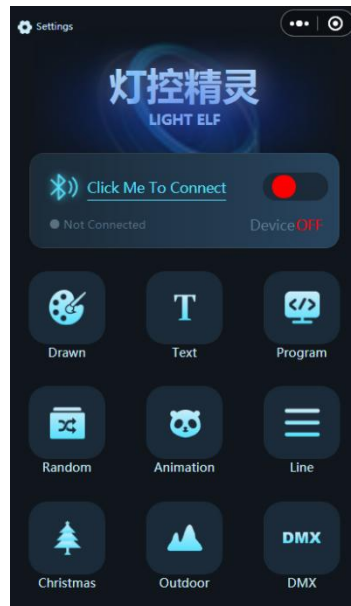 Settings
灯控精灵
LIGHT ELF
Click Me To Connect
Not Connected
DeviceOFF
T
Drawn
Text
Program
Random
Animation
Line
DMX
Christmas
Outdoor
DMX